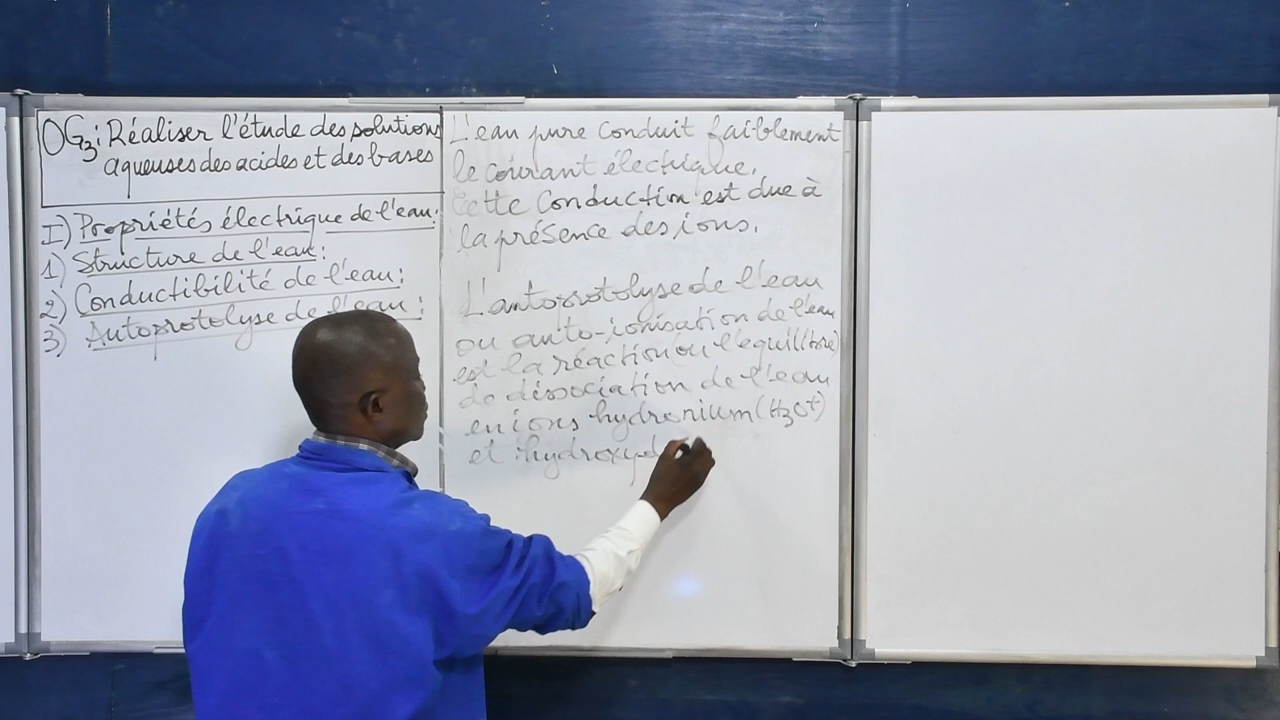 OG3: Réaliser l'étude des solutions
aqueuses des acides et des bases
I) Propriétés électrique de l'eau:
1) Structure de l'eau:
2) Conductibilité de l'eau:
3) Autoprotolyse de l'eau:
L'eau pure conduit faiblement
le courant électrique.
Cette conduction est due à
la présence des ions.
L'autoprotolyse de l'eau
ou auto-ionisation de l'eau
est la réaction (ou l'équilibre)
de dissociation de l'eau
en ions hydronium (H3O+)
et hydroxyd